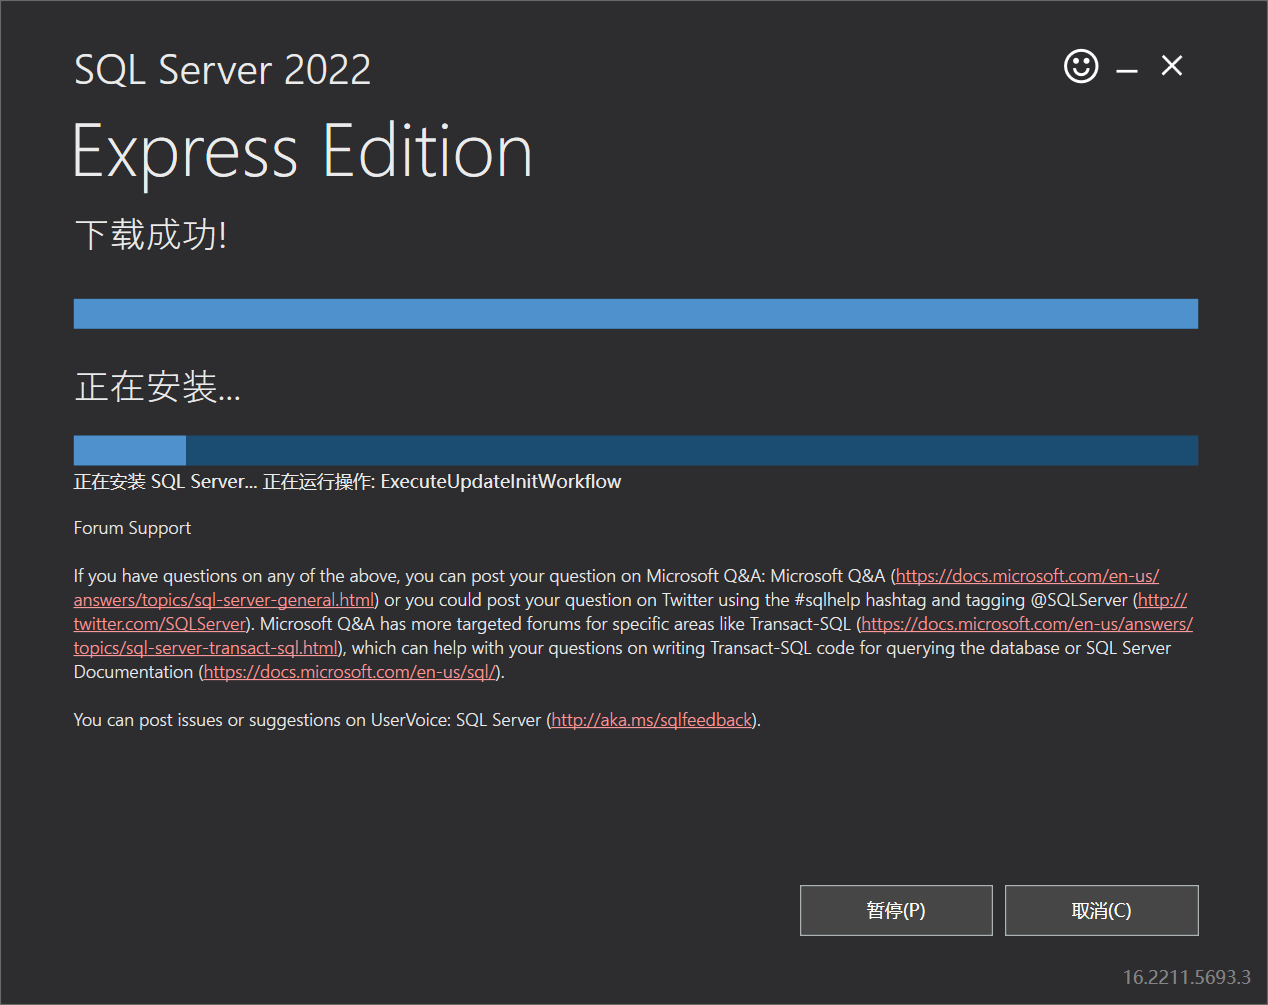 SQL Server 2022
Express Edition
下载成功!
正在安装...
正在安装 SQL Server... 正在运行操作: ExecuteUpdateInitWorkflow
Forum Support
If you have questions on any of the above, you can post your question on Microsoft Q&A: Microsoft Q&A (https://docs.microsoft.com/en-us/
answers/topics/sql-server-general.html) or you could post your question on Twitter using the #sqlhelp hashtag and tagging @SQLServer (http://
twitter.com/SQLServer). Microsoft Q&A has more targeted forums for specific areas like Transact-SQL (https://docs.microsoft.com/en-us/answers/
topics/sql-server-transact-sql.html), which can help with your questions on writing Transact-SQL code for querying the database or SQL Server
Documentation (https://docs.microsoft.com/en-us/sql/).
You can post issues or suggestions on UserVoice: SQL Server (http://aka.ms/sqlfeedback).
暂停(P)
取消(C)
16.2211.5693.3